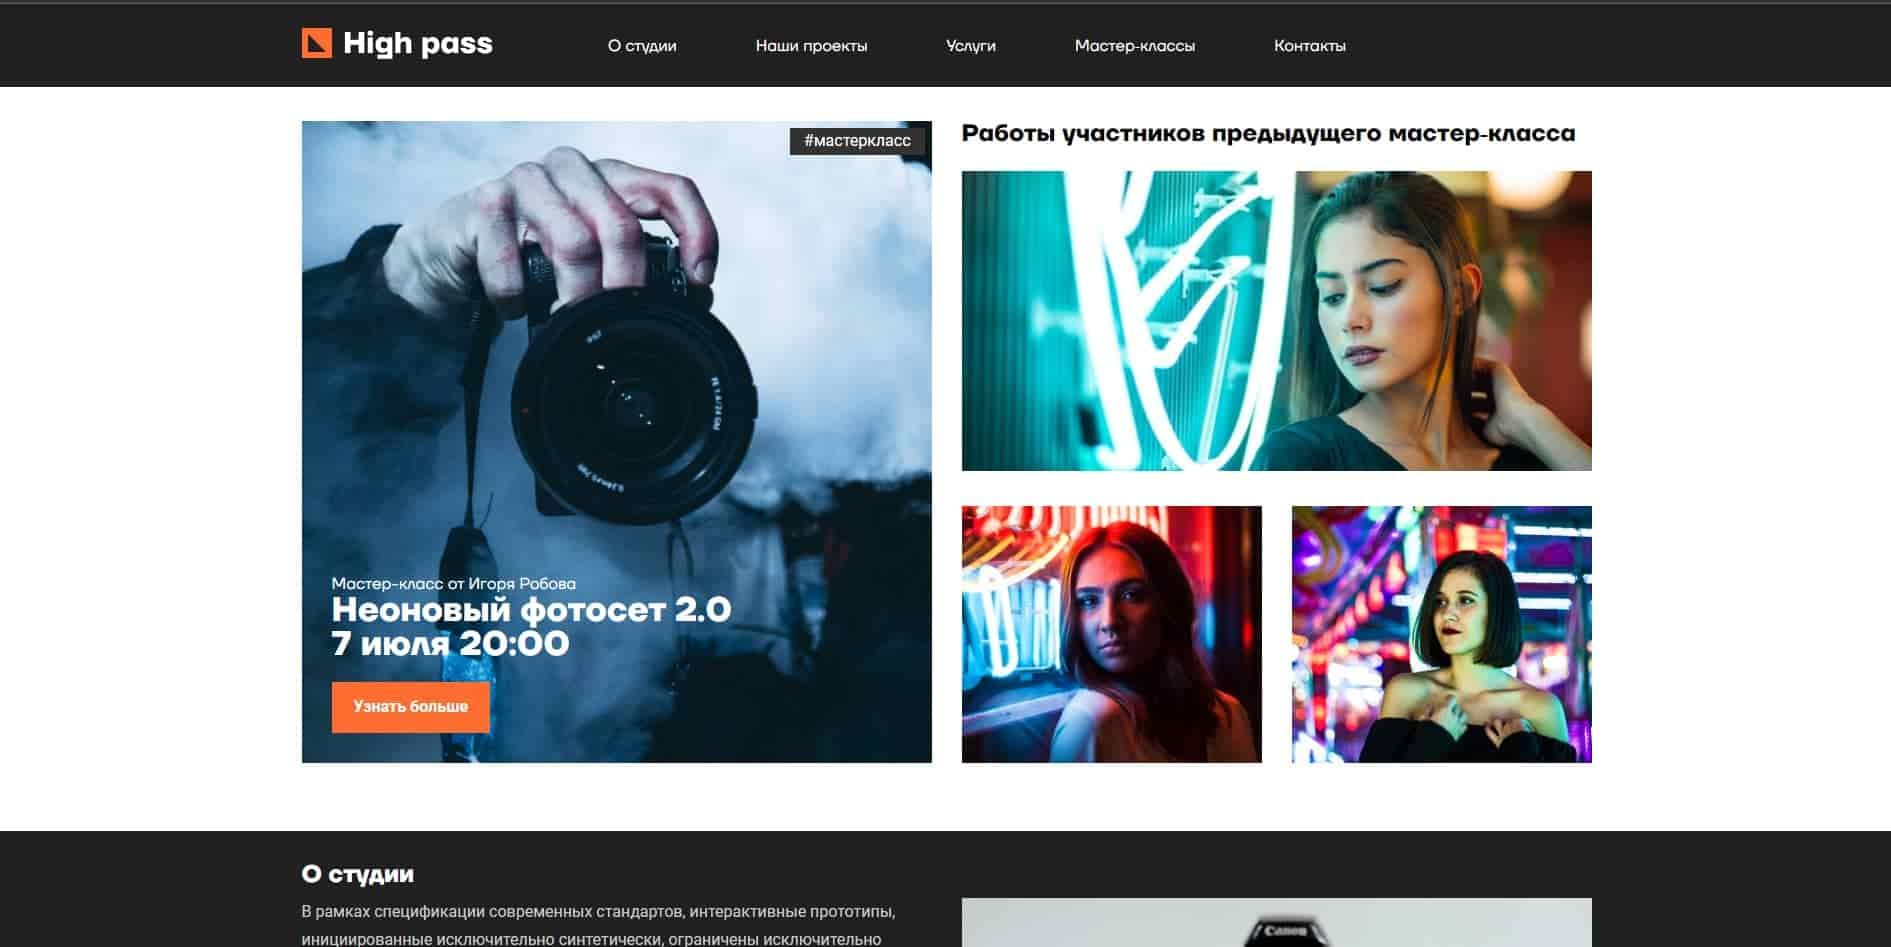 High pass
О студии
Наши проекты
Услуги
Мастер-классы
Контакты
#мастеркласс
Мастер-класс от Игоря Робова
Неоновый фотосет 2.0
7 июля 20:00
Узнать больше
Работы участников предыдущего мастер-класса
О студии
В рамках спецификации современных стандартов, интерактивные прототипы,
инициированные исключительно синтетически, ограничены исключительно
Canon